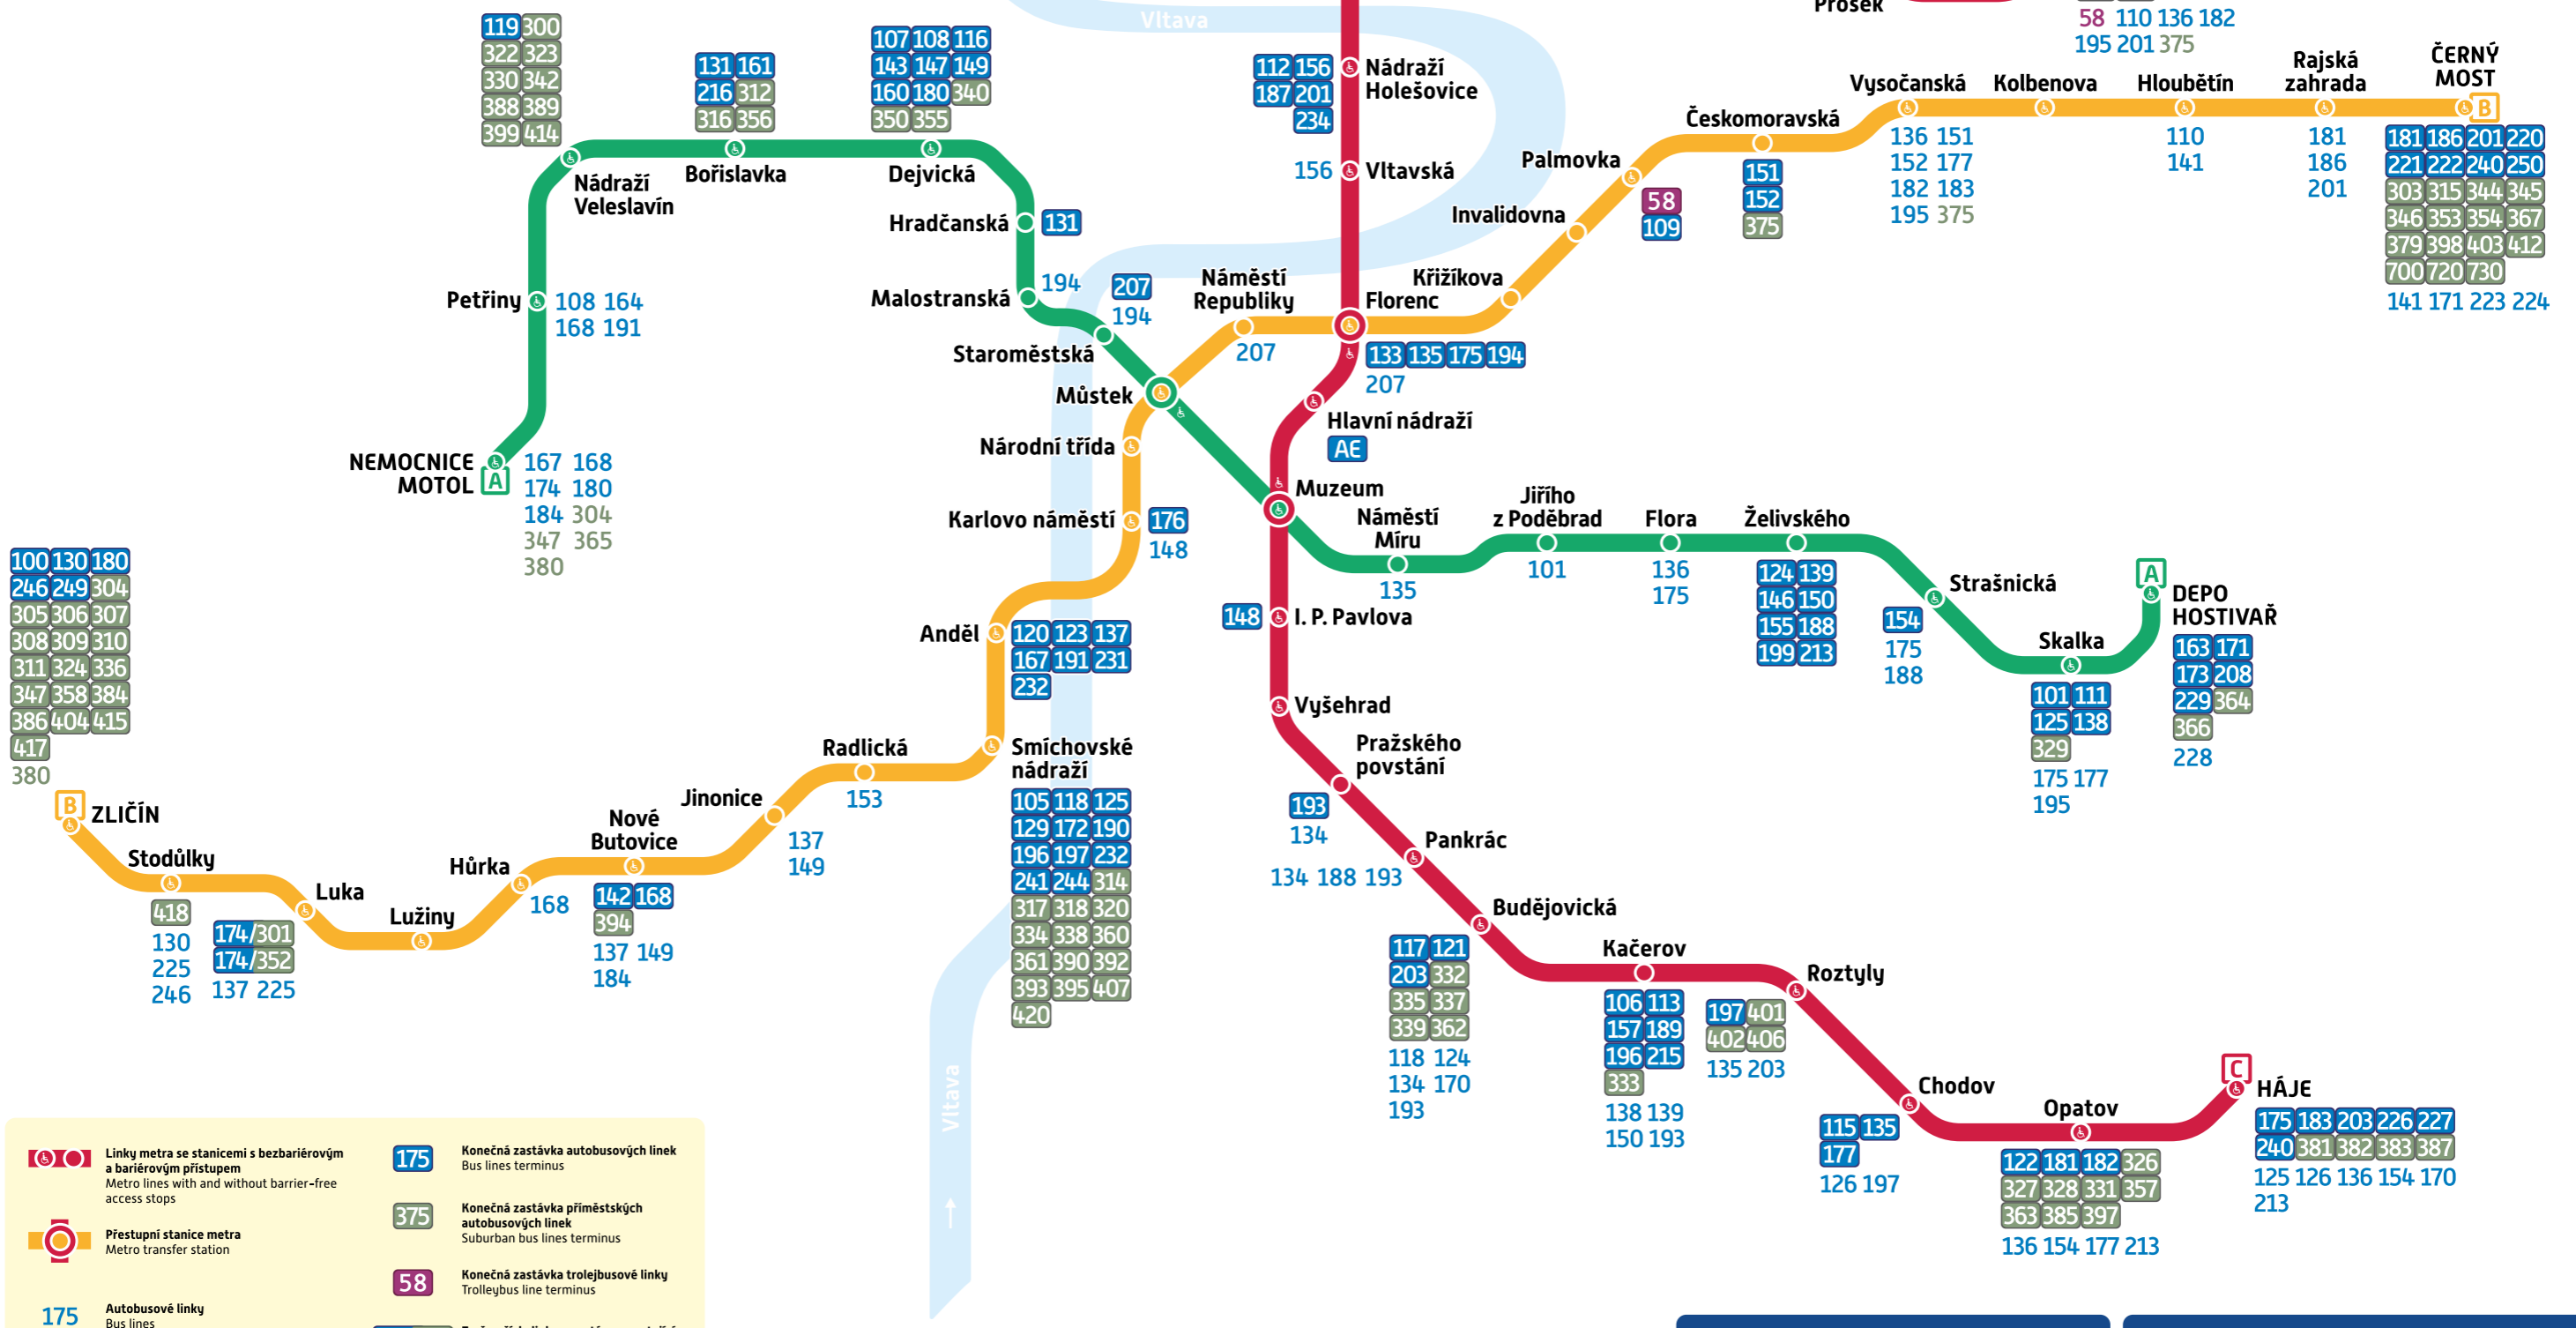 Vltava
Prosek
58 110 136 182
195 201 375
119 300
322 323
330 342
388 389
399 414
Nádraží
Veleslavín
131 161
216 312
316 356
Bořislavka
107 108 116
143 147 149
160 180 340
350 355
Dejvická
Hradčanská
131
Malostranská
194
207
194
Staroměstská
Můstek
Petřiny
108 164
168 191
NEMOCNICE
MOTOL
A
167 168
174 180
184 304
347 365
380
112 156
187 201
234
Nádraží
Holešovice
156
Vltavská
Náměstí
Republiky
207
Florenc
133 135 175 194
207
Křižíkova
Invalidovna
Palmovka
58
109
Českomoravská
151
152
375
Vysočanská
136 151
152 177
182 183
195 375
Kolbenova
Hloubětín
110
141
Rajská
zahrada
181
186
201
ČERNÝ
MOST
B
181 186 201 220
221 222 240 250
303 315 344 345
346 353 354 367
379 398 403 412
700 720 730
141 171 223 224
Hlavní nádraží
AE
Národní třída
Karlovo náměstí
176
148
Muzeum
Náměstí
Míru
135
Jiřího
z Poděbrad
101
Flora
136
175
Želivského
124 139
146 150
155 188
199 213
Strašnická
154
175
188
Skalka
101 111
125 138
329
175 177
195
A
DEPO
HOSTIVAŘ
163 171
173 208
229 364
366
228
100 130 180
246 249 304
305 306 307
308 309 310
311 324 336
347 358 384
386 404 415
417
380
B
ZLIČÍN
Stodůlky
418
130
225
246
Luka
174/301
174/352
137 225
Lužiny
Hůrka
168
Nové
Butovice
142 168
394
137 149
184
Jinonice
137
149
Radlická
153
Anděl
120 123 137
167 191 231
232
Smíchovské
nádraží
105 118 125
129 172 190
196 197 232
241 244 314
317 318 320
334 338 360
361 390 392
393 395 407
420
148
I. P. Pavlova
Vyšehrad
Pražského
povstání
193
134
Pankrác
134 188 193
Budějovická
117 121
203 332
335 337
339 362
118 124
134 170
193
Kačerov
106 113
157 189
196 215
333
138 139
150 193
Roztyly
197 401
402 406
135 203
Chodov
115 135
177
126 197
Opatov
122 181 182 326
327 328 331 357
363 385 397
136 154 177 213
C
HÁJE
175 183 203 226 227
240 381 382 383 387
125 126 136 154 170
213
Vltava
→
Linky metra se stanicemi s bezbariérovým
a bariérovým přístupem
Metro lines with and without barrier-free
access stops
Přestupní stanice metra
Metro transfer station
175
Autobusové linky
Bus lines
175
Konečná zastávka autobusových linek
Bus lines terminus
375
Konečná zastávka příměstských
autobusových linek
Suburban bus lines terminus
58
Konečná zastávka trolejbusové linky
Trolleybus line terminus